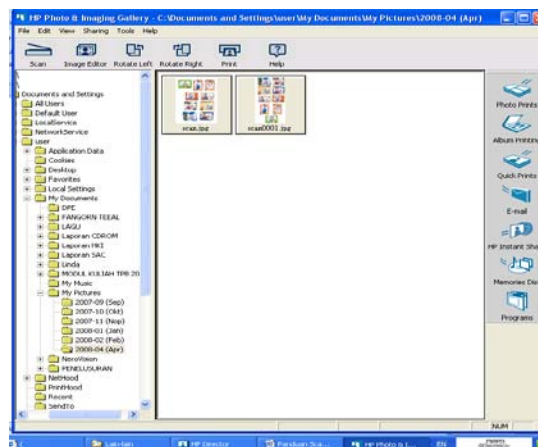 HP Photo & Imaging Gallery - C:\Documents and Settings\user\My Documents\My Pictures\2008-04 (Apr)
File Edit View Sharing Tools Help
Scan Image Editor Rotate Left Rotate Right Print Help
Documents and Settings
All Users
Default User
LocalService
NetworkService
user
Application Data
Cookies
Desktop
Favorites
Local Settings
My Documents
DPE
FANGORN TEEAL
LAGU
Laporan CDROM
Laporan HKI
Laporan SAC
Linda
MODUL KULIAH TPB 20
My Music
My Pictures
2007-09 (Sep)
2007-10 (Okt)
2007-11 (Nop)
2008-01 (Jan)
2008-02 (Feb)
2008-04 (Apr)
NeroVision
PENELUSURAN
NetHood
PrintHood
Recent
SendTo
scan.jpg scan0001.jpg
Photo Prints
Album Printing
Quick Prints
E-mail
HP Instant Sha
Memories Dis
Programs
NUM
Lain-lain HP Director Panduan Sca... HP Photo & I... EN